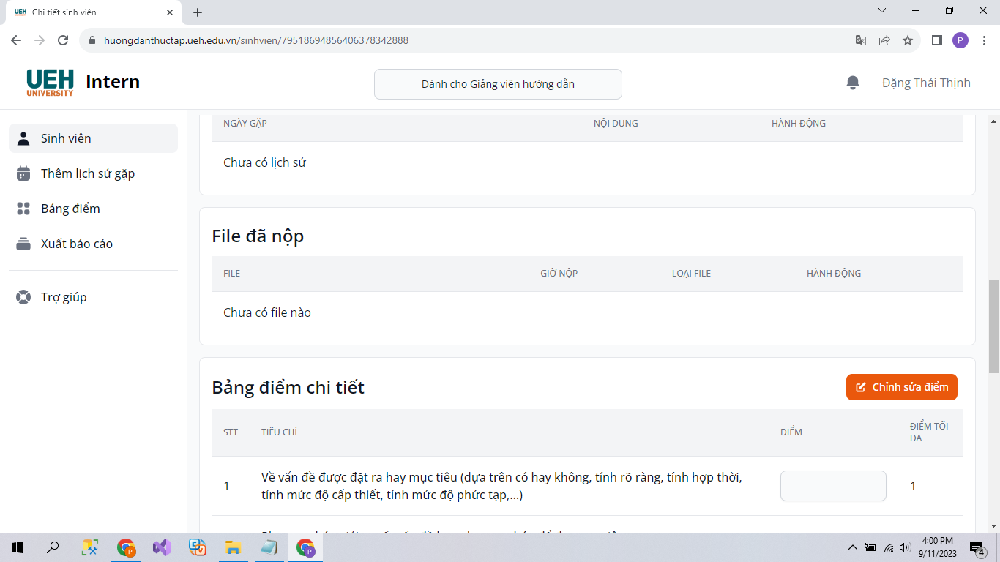 UEH
Chi tiết sinh viên
huongdanthuctap.ueh.edu.vn/sinhvien/79518694856406378342888
P
UEH
UNIVERSITY
Intern
Dành cho Giảng viên hướng dẫn
Đặng Thái Thịnh
Sinh viên
Thêm lịch sử gặp
Bảng điểm
Xuất báo cáo
Trợ giúp
NGÀY GẶP NỘI DUNG HÀNH ĐỘNG
Chưa có lịch sử
File đã nộp
FILE GIỜ NỘP LOẠI FILE HÀNH ĐỘNG
Chưa có file nào
Bảng điểm chi tiết
Chỉnh sửa điểm
STT TIÊU CHÍ ĐIỂM ĐIỂM TỐI
ĐA
1 Về vấn đề được đặt ra hay mục tiêu (dựa trên có hay không, tính rõ ràng, tính hợp thời, 1
tính mức độ cấp thiết, tính mức độ phức tạp,...)
P
P
4:00 PM
9/11/2023
4